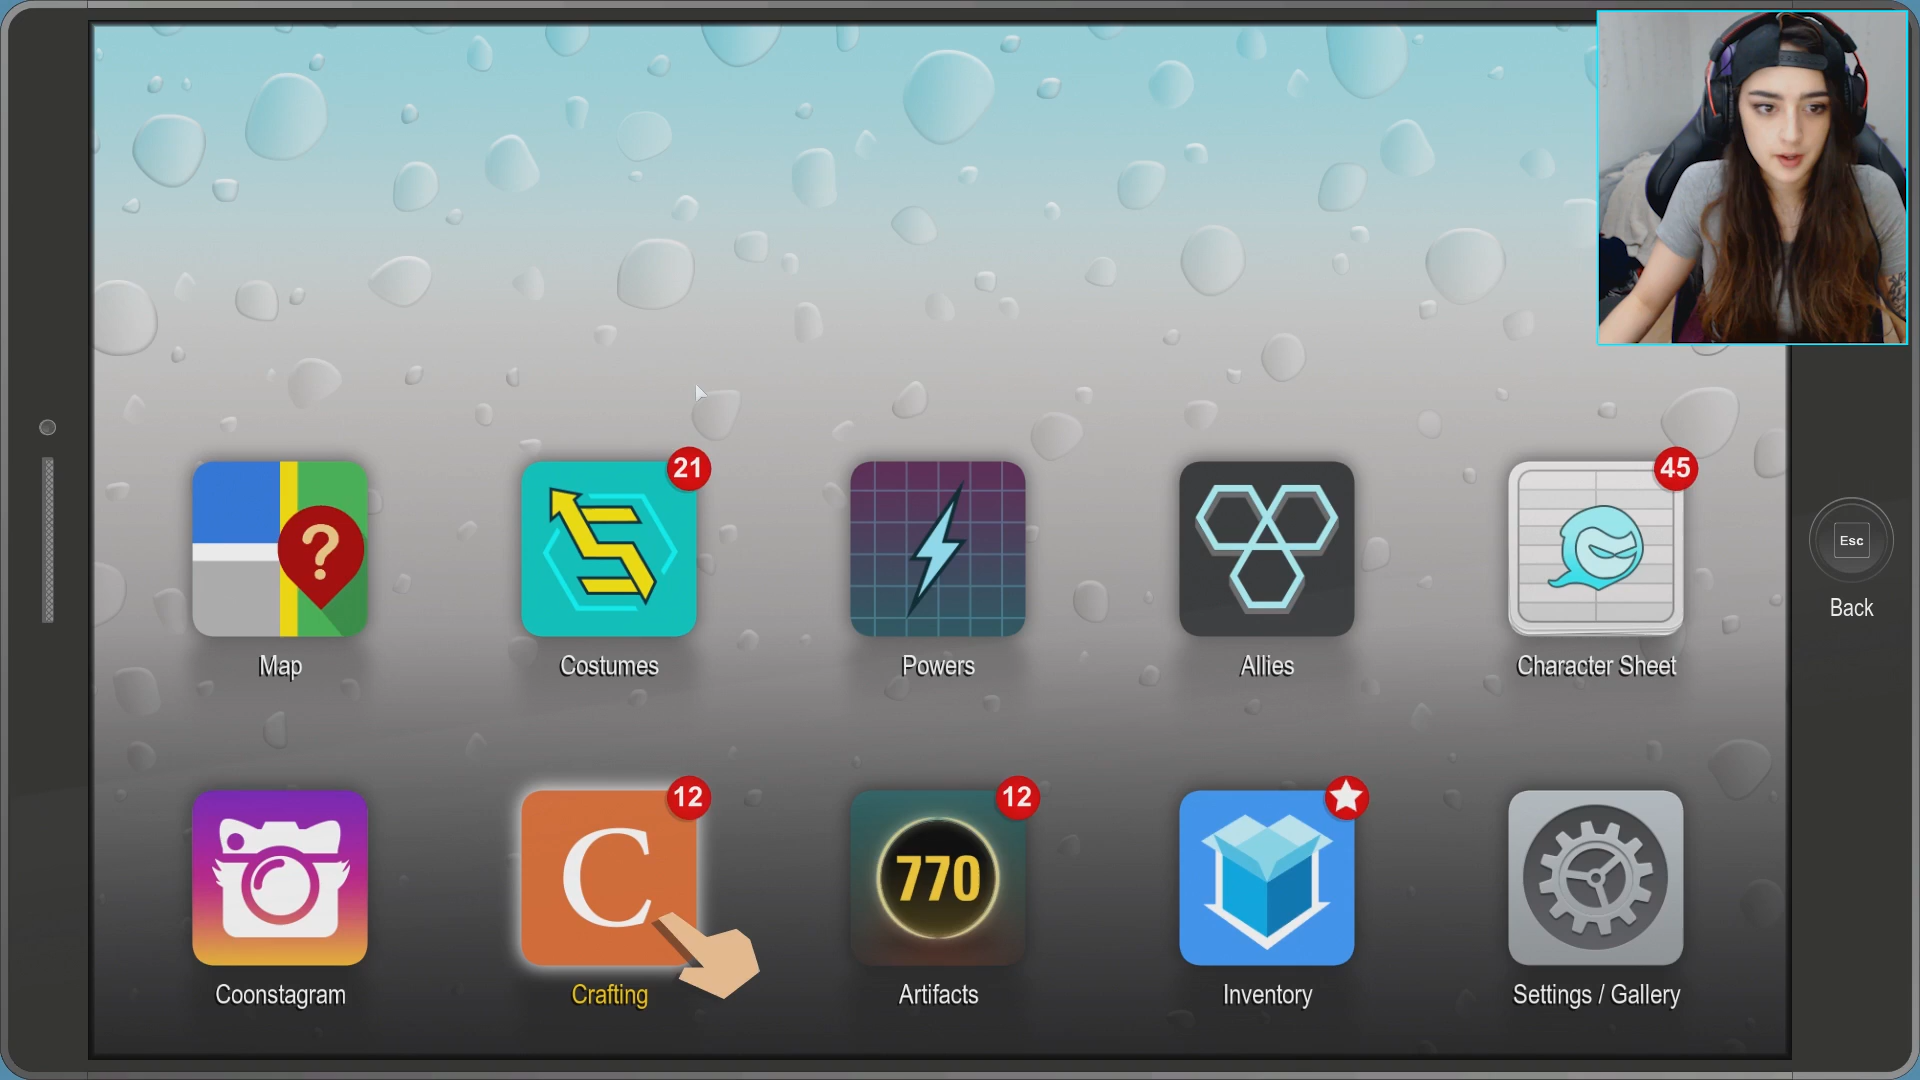 21
45
?
Esc
Map
Costumes
Powers
Allies
Character Sheet
Back
12
12
C
770
Coonstagram
Crafting
Artifacts
Inventory
Settings / Gallery